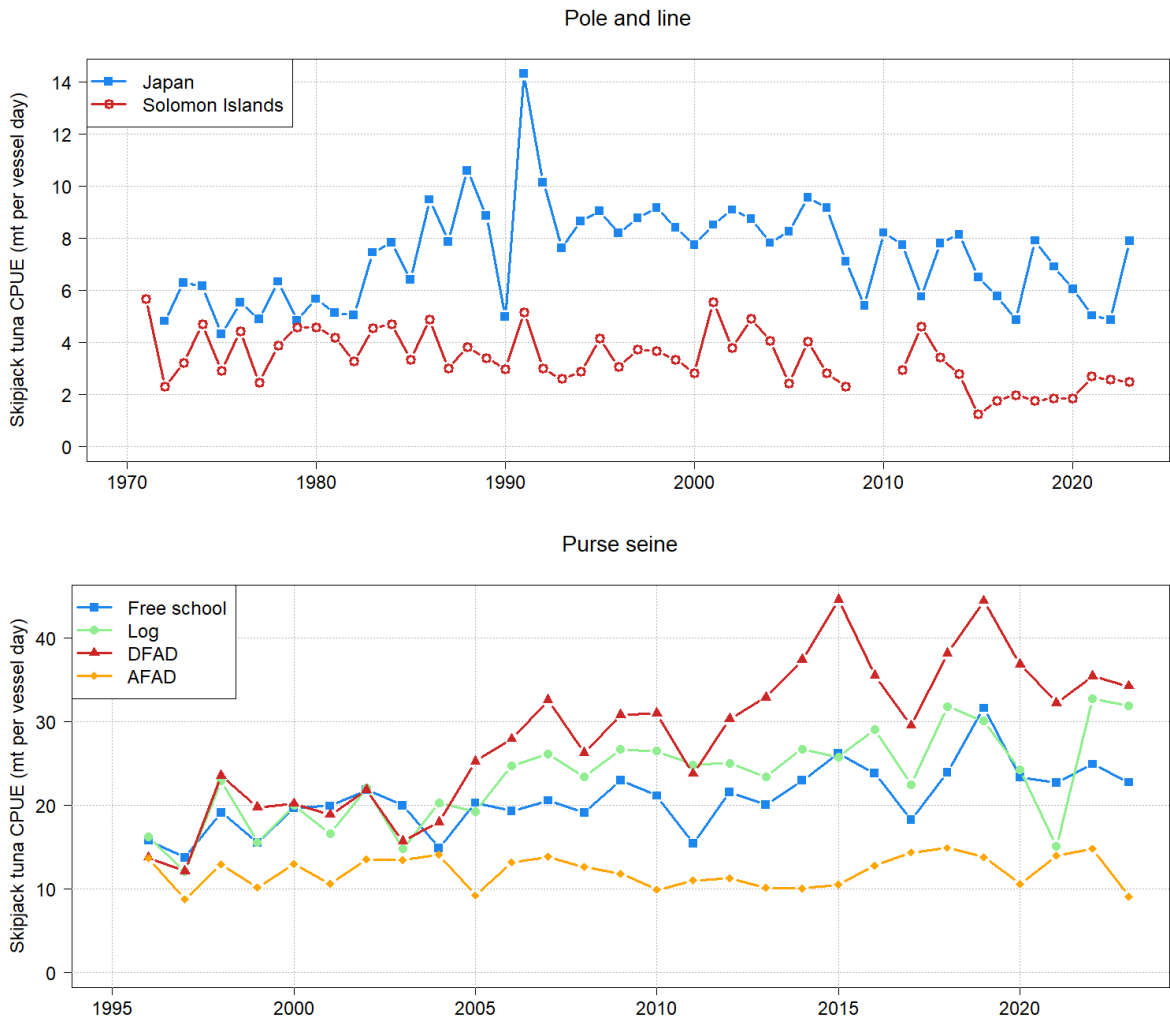 Pole and line
Skipjack tuna CPUE (mt per vessel day)
Japan
Solomon Islands
14
12
10
8
6
4
2
0
1970 1980 1990 2000 2010 2020
Purse seine
Skipjack tuna CPUE (mt per vessel day)
Free school
Log
DFAD
AFAD
40
30
20
10
0
1995 2000 2005 2010 2015 2020